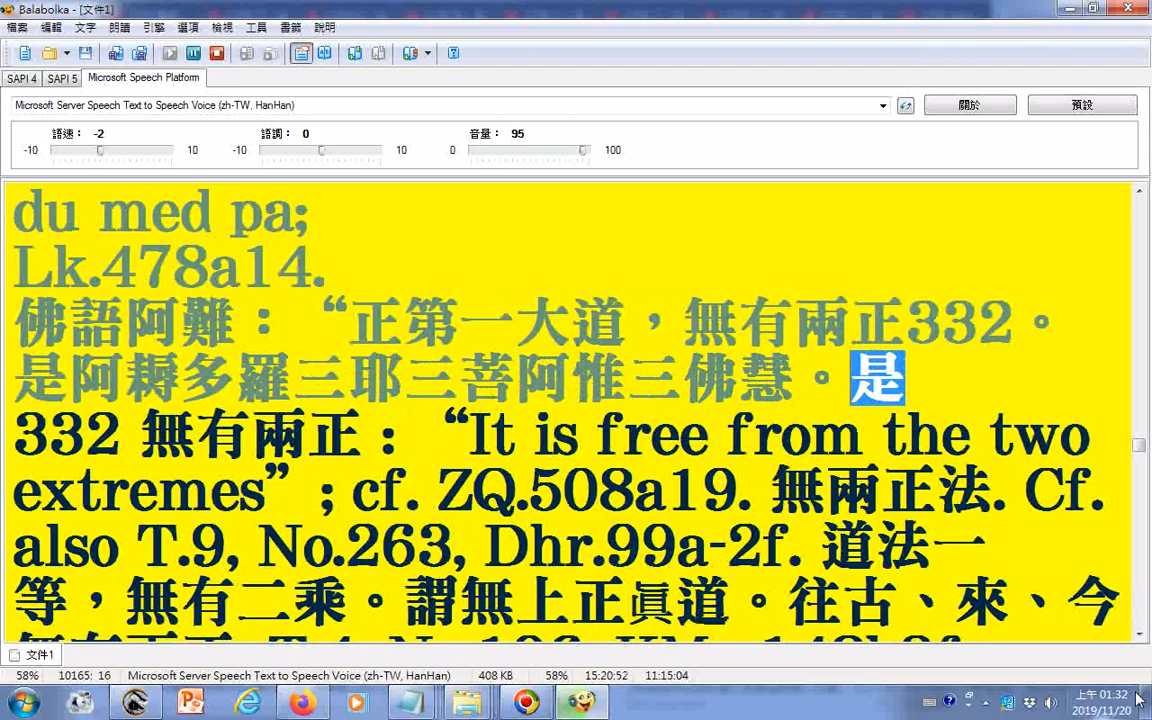 Balabolka - [文件1]
檔案 編輯 文字 朗讀 引擎 選項 檢視 工具 書籤 說明
SAPI 4 SAPI 5 Microsoft Speech Platform
Microsoft Server Speech Text to Speech Voice (zh-TW, HanHan) 關於 預設
語速： -2 語調： 0 音量： 95
-10 10 -10 10 0 100
du med pa;
Lk.478a14.
佛語阿難：“正第一大道，無有兩正332。
是阿耨多羅三耶三菩阿惟三佛慧。是
332 無有兩正：“It is free from the two
extremes”; cf. ZQ.508a19. 無兩正法. Cf.
also T.9, No.263, Dhr.99a-2f. 道法一
等，無有二乘。謂無上正眞道。往古、來、今
文件1
58% 10165: 16 Microsoft Server Speech Text to Speech Voice (zh-TW, HanHan) 408 KB 58% 15:20:52 11:15:04
上午 01:32
2019/11/20